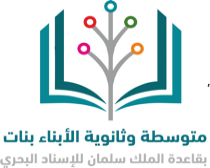 متوسطة وثانوية الأبناء بنات
بقاعدة الملك سلمان للإسناد البحري